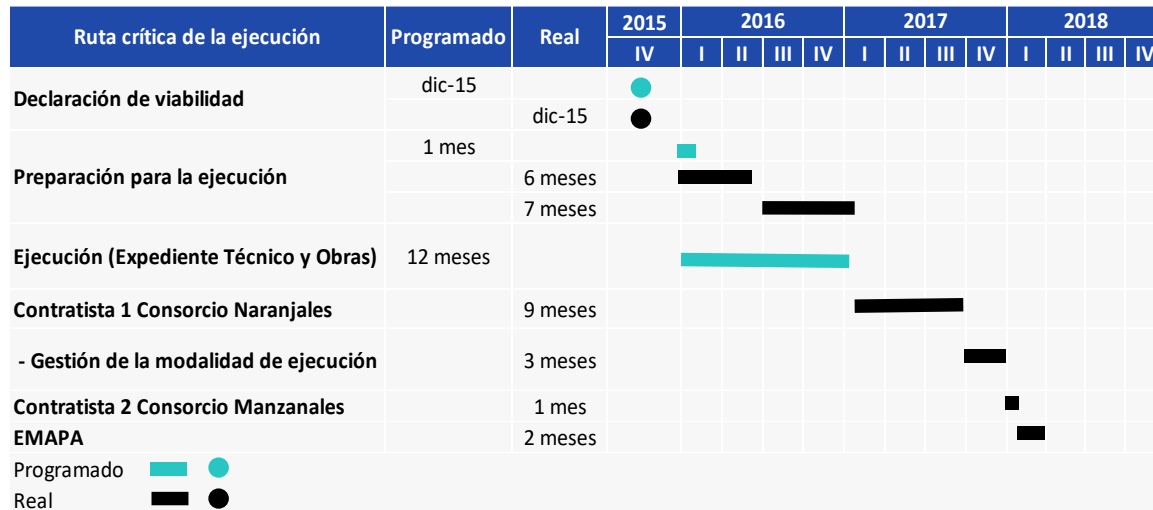 Ruta crítica de la ejecución Programado Real 2015 2016 2017 2018
IV I II III IV I II III IV I II III IV
Declaración de viabilidad
dic-15
dic-15
Preparación para la ejecución
1 mes
6 meses
7 meses
Ejecución (Expediente Técnico y Obras) 12 meses
Contratista 1 Consorcio Naranjales 9 meses
- Gestión de la modalidad de ejecución 3 meses
Contratista 2 Consorcio Manzanales 1 mes
EMAPA 2 meses
Programado
Real